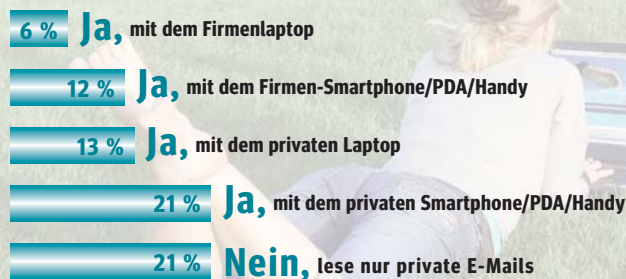 6 % Ja, mit dem Firmenlaptop
12 % Ja, mit dem Firmen-Smartphone/PDA/Handy
13 % Ja, mit dem privaten Laptop
21 % Ja, mit dem privaten Smartphone/PDA/Handy
21 % Nein, lese nur private E-Mails